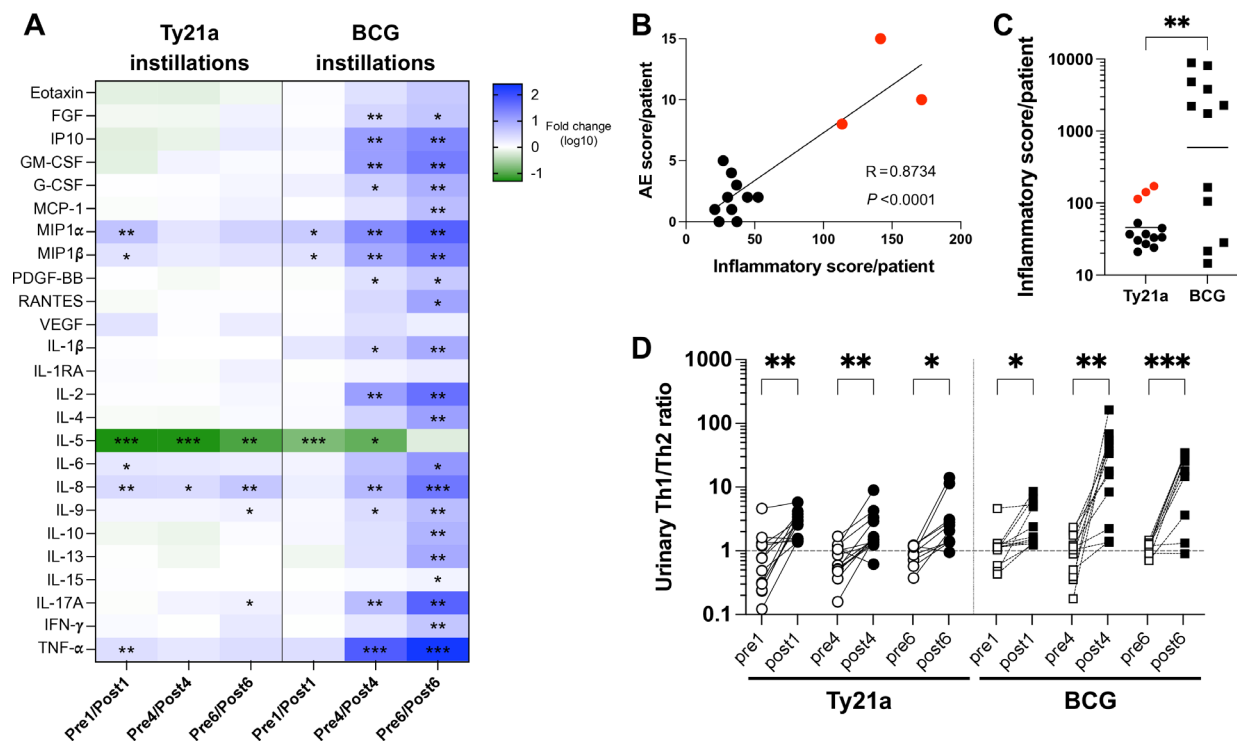 A
Ty21a
instillations
BCG
instillations
Eotaxin
FGF ** *
IP10 ** **
GM-CSF ** **
G-CSF * **
MCP-1 **
MIP1α ** * ** **
MIP1β * * ** **
PDGF-BB * *
RANTES *
VEGF
IL-1β * **
IL-1RA
IL-2 ** **
IL-4 **
IL-5 *** *** ** *** *
IL-6 * *
IL-8 ** * ** ** ***
IL-9 * * **
IL-10 **
IL-13 **
IL-15 *
IL-17A * ** **
IFN-γ **
TNF-α ** *** ***
Pre1/Post1
Pre4/Post4
Pre6/Post6
Pre1/Post1
Pre4/Post4
Pre6/Post6
2
1
0
-1
Fold change
(log10)
B
AE score/patient
15
10
5
0
0 50 100 150 200
Inflammatory score/patient
R = 0.8734
P <0.0001
C
**
Inflammatory score/patient
10000
1000
100
10
Ty21a
BCG
D
Urinary Th1/Th2 ratio
1000
100
10
1
0.1
** ** * * ** ***
pre1
post1
pre4
post4
pre6
post6
pre1
post1
pre4
post4
pre6
post6
Ty21a
BCG